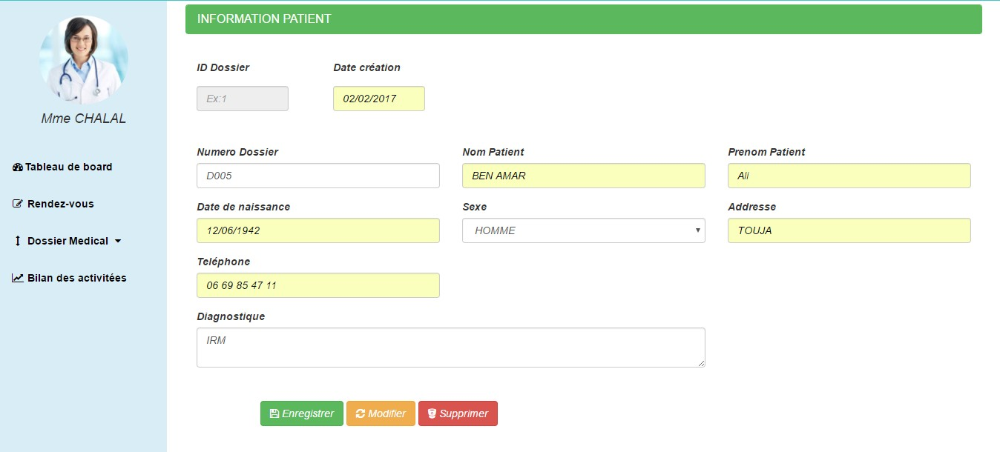 Mme CHALAL
Tableau de board
Rendez-vous
Dossier Medical
Bilan des activitées
INFORMATION PATIENT
ID Dossier Date création
Ex:1 02/02/2017
Numero Dossier Nom Patient Prenom Patient
D005 BEN AMAR Ali
Date de naissance Sexe Addresse
12/06/1942 HOMME TOUJA
Teléphone
06 69 85 47 11
Diagnostique
IRM
Enregistrer Modifier Supprimer